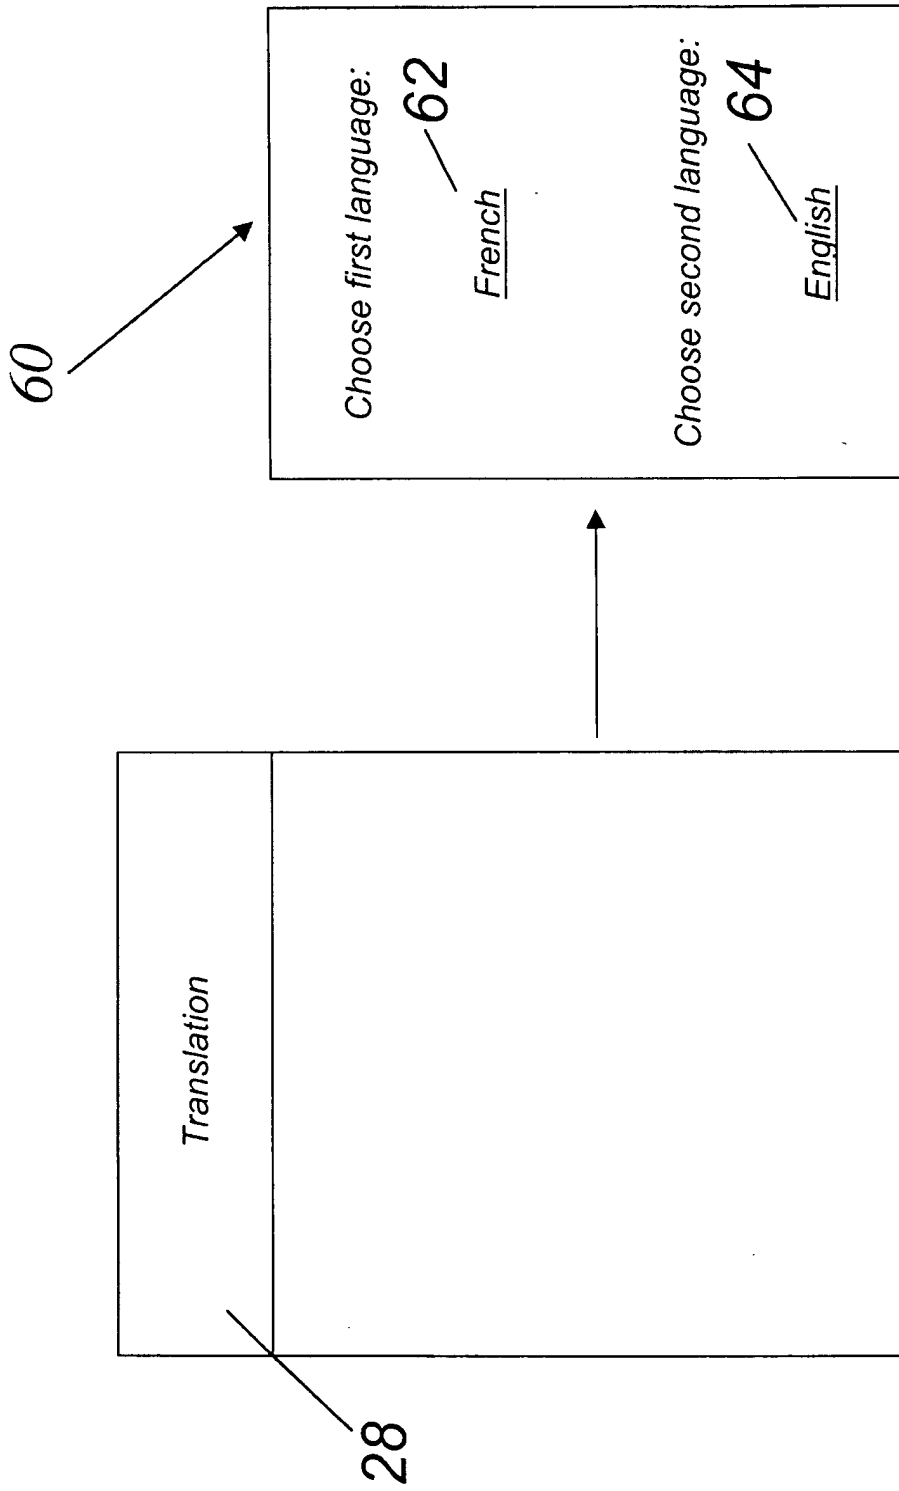 60
Translation
28
Choose first language:
62
French
Choose second language:
64
English